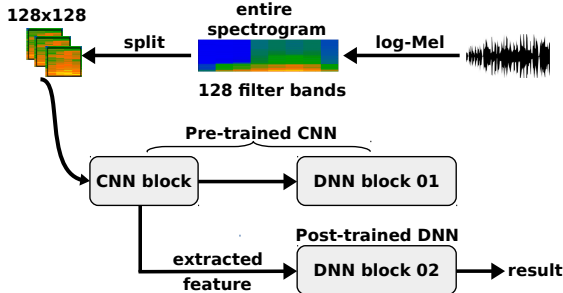 128x128
split
entire
spectrogram
log-Mel
128 filter bands
Pre-trained CNN
CNN block
DNN block 01
Post-trained DNN
extracted
feature
DNN block 02
result